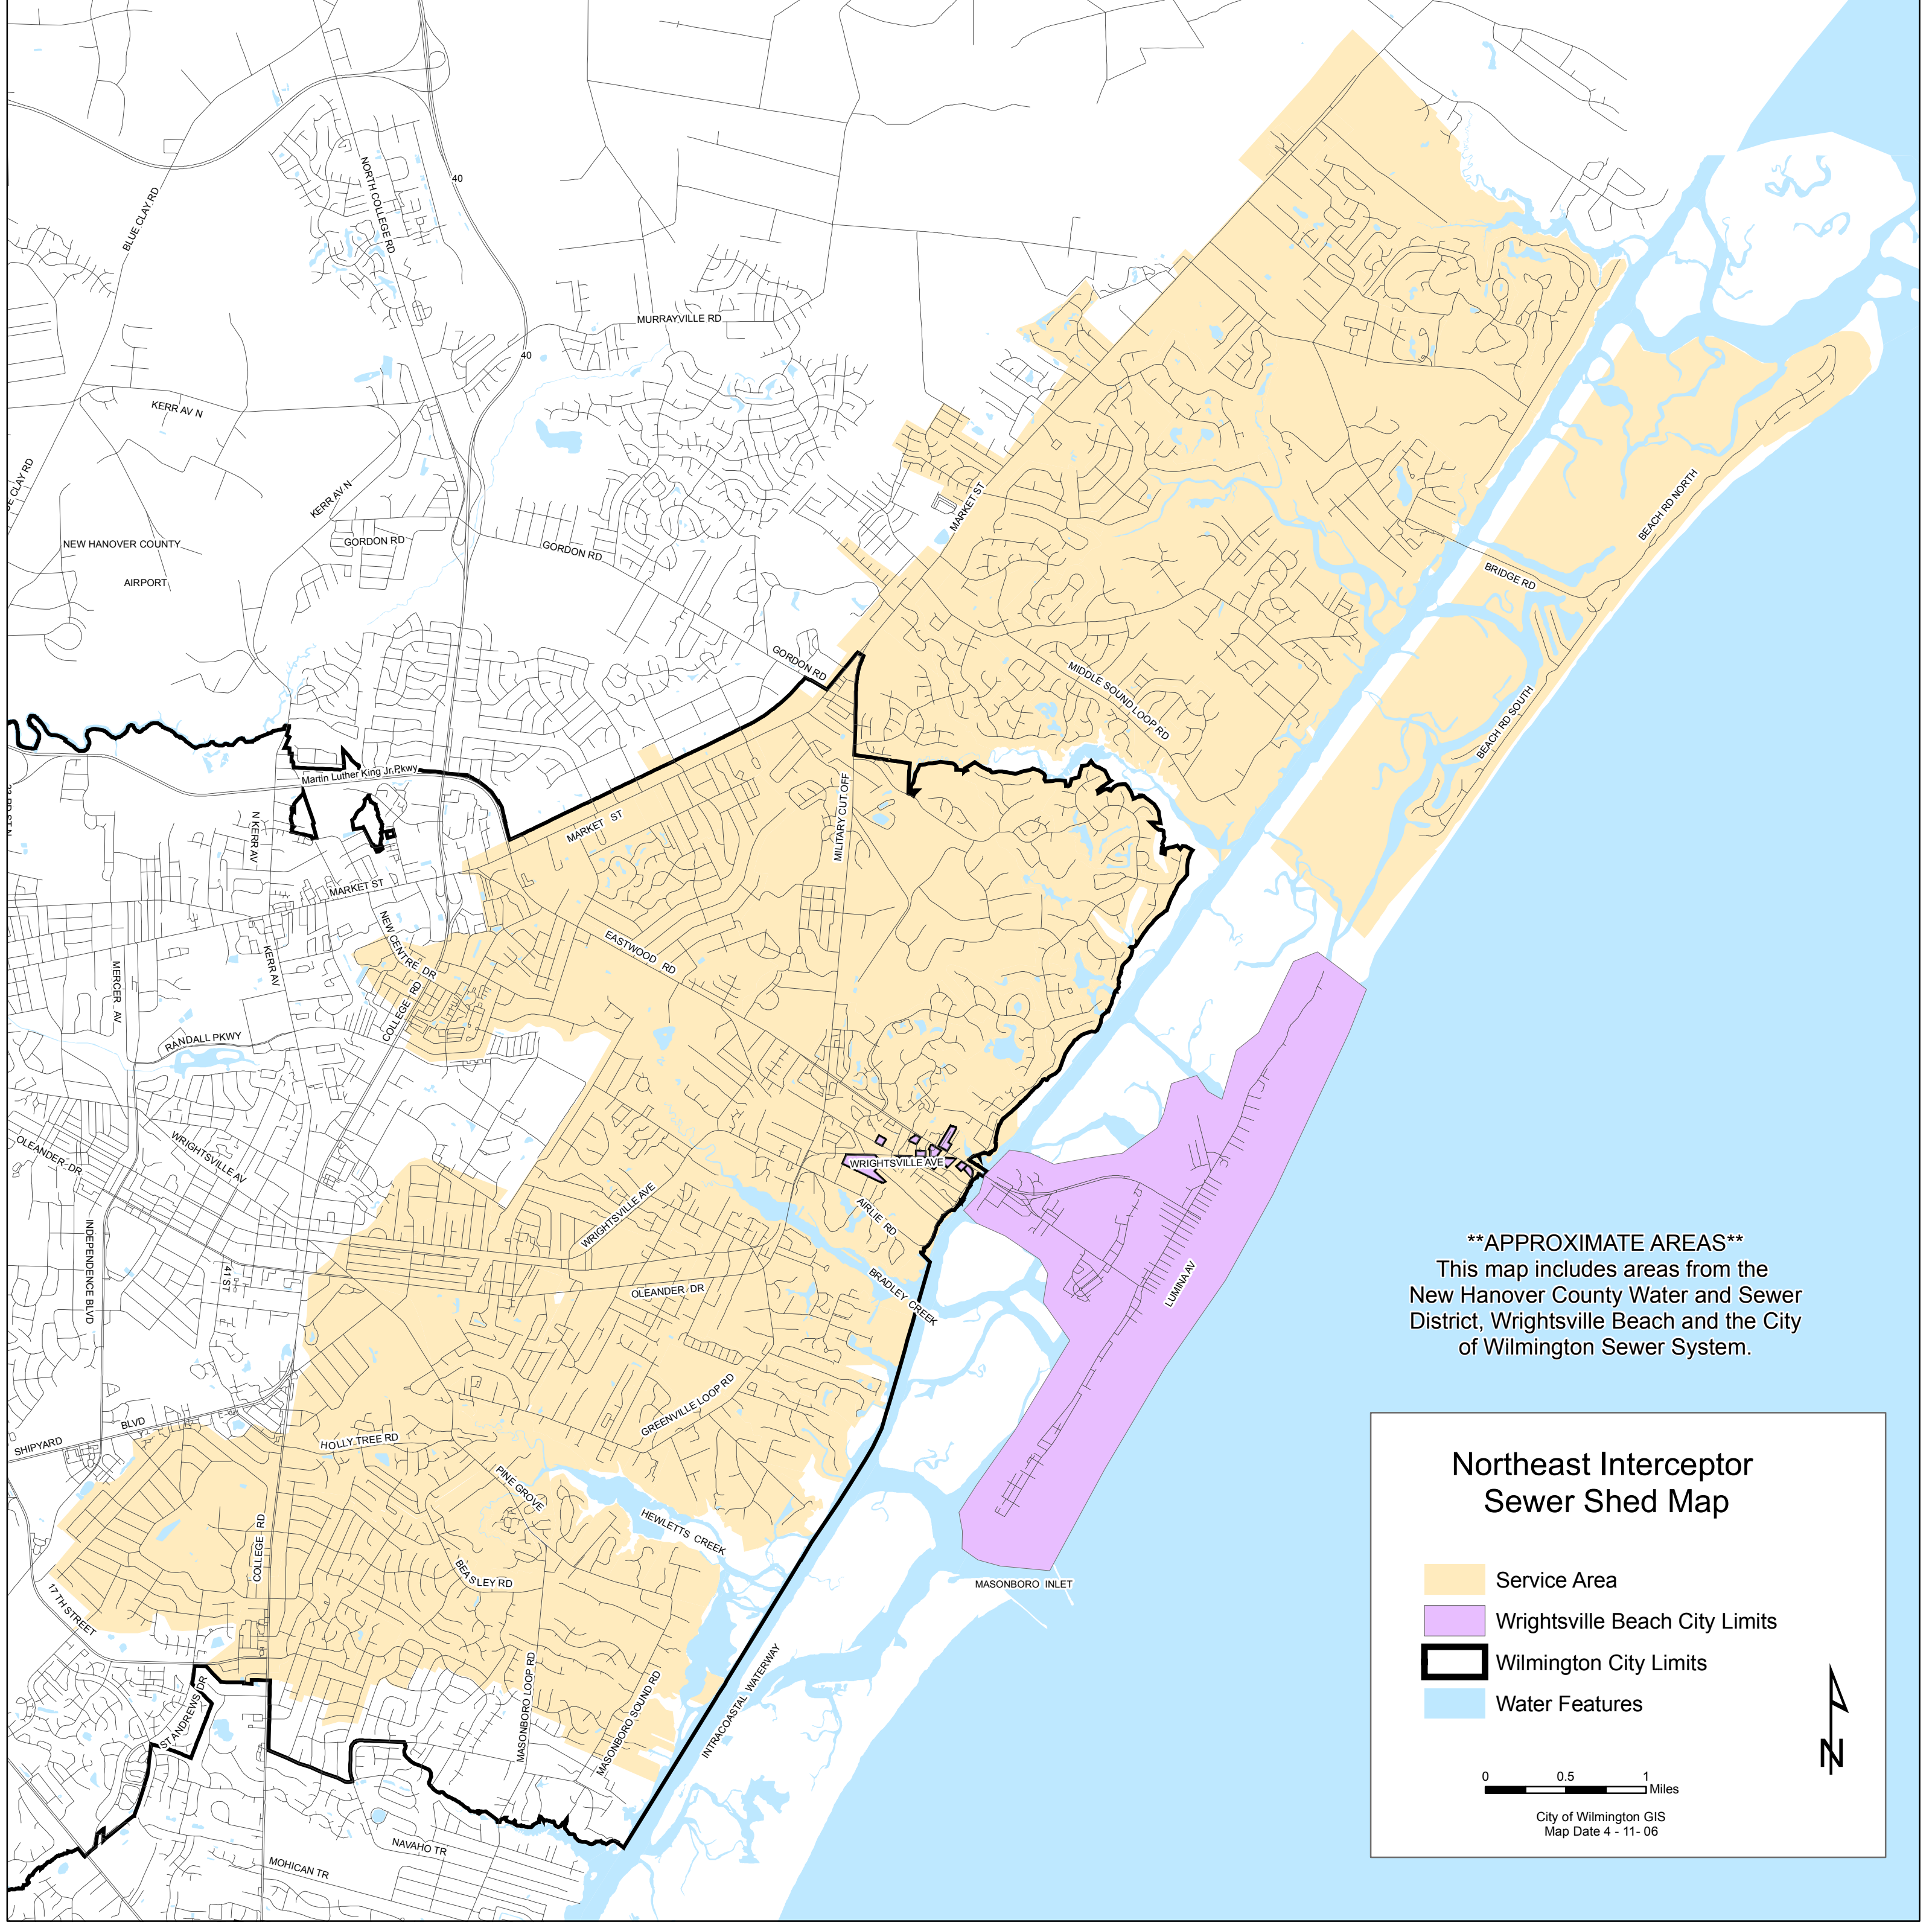 BLUE CLAY RD
NORTH COLLEGE RD
40
MURRAYVILLE RD
40
KERR AV N
KERR AV N
NEW HANOVER COUNTY
AIRPORT
GORDON RD
GORDON RD
MARKET ST
BEACH RD NORTH
BRIDGE RD
GORDON RD
MIDDLE SOUND LOOP RD
BEACH RD SOUTH
Martin Luther King Jr Pkwy
N KERR AV
MARKET ST
MILITARY CUT OFF
MARKET ST
NEW CENTRE DR
KERR AV
EASTWOOD RD
MERCER AV
COLLEGE RD
RANDALL PKWY
OLEANDER DR
WRIGHTSVILLE AV
WRIGHTSVILLE AVE
WRIGHTSVILLE AVE
AIRLIE RD
INDEPENDENCE BLVD
41 ST
OLEANDER DR
BRADLEY CREEK
LUMINA AV
**APPROXIMATE AREAS**
This map includes areas from the
New Hanover County Water and Sewer
District, Wrightsville Beach and the City
of Wilmington Sewer System.
SHIPYARD BLVD
HOLLY TREE RD
GREENVILLE LOOP RD
PINE GROVE
HEWLETTS CREEK
COLLEGE RD
BEASLEY RD
17 TH STREET
MASONBORO INLET
MASONBORO LOOP RD
MASONBORO SOUND RD
INTRACOASTAL WATERWAY
ST ANDREWS DR
NAVAHO TR
MOHICAN TR
Northeast Interceptor
Sewer Shed Map
Service Area
Wrightsville Beach City Limits
Wilmington City Limits
Water Features
N
0 0.5 1
Miles
City of Wilmington GIS
Map Date 4 - 11- 06